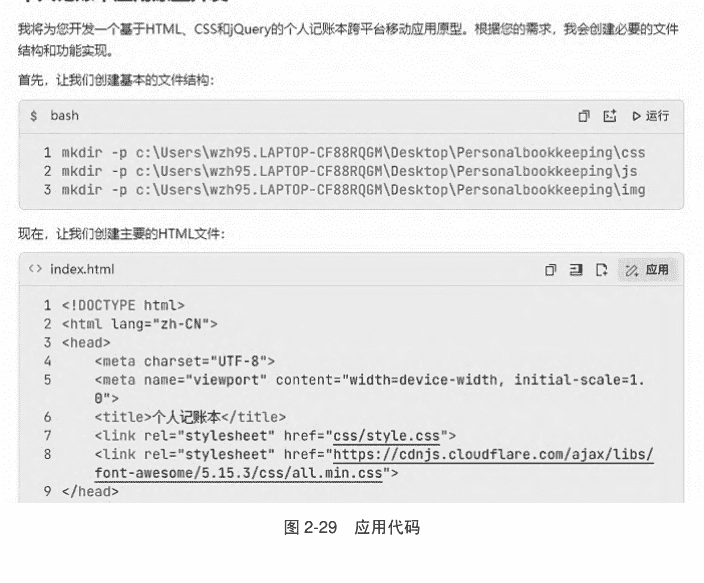 我将为您开发一个基于HTML、CSS和jQuery的个人记账本跨平台移动应用原型。根据您的需求，我会创建必要的文件
结构和功能实现。
首先，让我们创建基本的文件结构：
$ bash 运行
1 mkdir -p c:\Users\wzh95.LAPTOP-CF88RQGM\Desktop\Personalbookkeeping\css
2 mkdir -p c:\Users\wzh95.LAPTOP-CF88RQGM\Desktop\Personalbookkeeping\js
3 mkdir -p c:\Users\wzh95.LAPTOP-CF88RQGM\Desktop\Personalbookkeeping\img
现在，让我们创建主要的HTML文件：
<> index.html 应用
1 <!DOCTYPE html>
2 <html lang="zh-CN">
3 <head>
4 <meta charset="UTF-8">
5 <meta name="viewport" content="width=device-width, initial-scale=1.
0">
6 <title>个人记账本</title>
7 <link rel="stylesheet" href="css/style.css">
8 <link rel="stylesheet" href="https://cdnjs.cloudflare.com/ajax/libs/
font-awesome/5.15.3/css/all.min.css">
9 </head>
图 2-29 应用代码